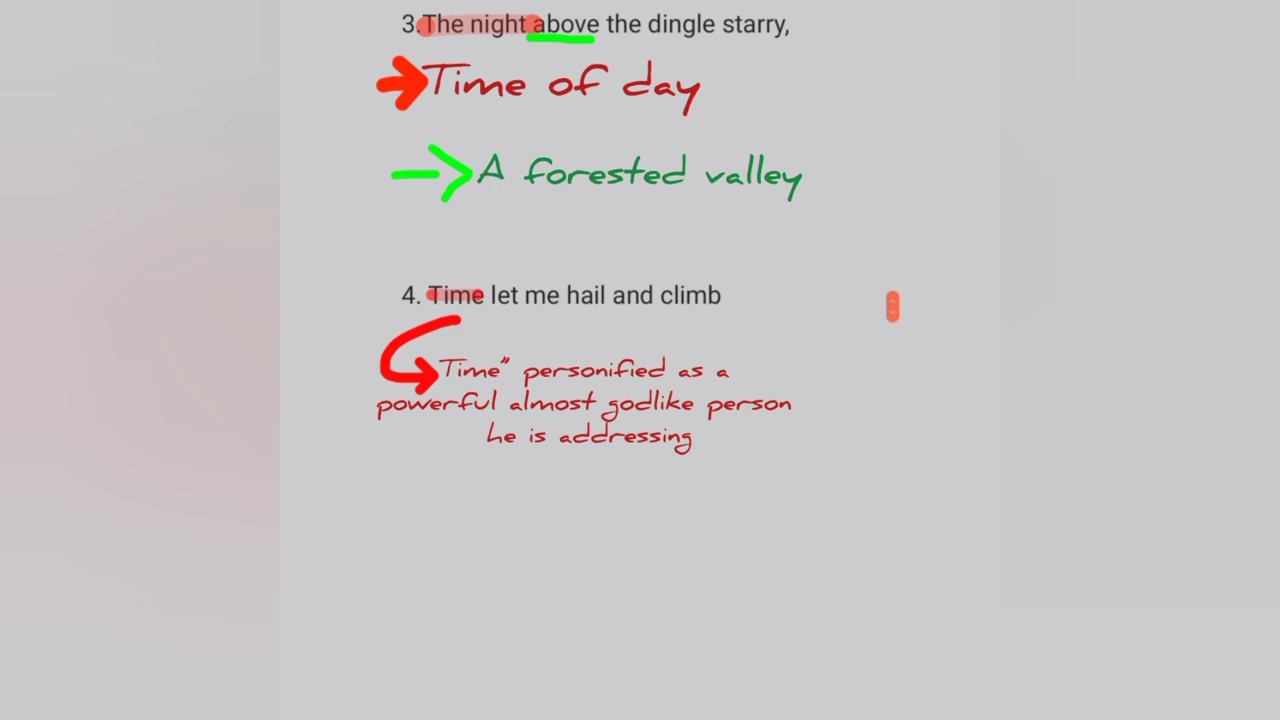 3.The night above the dingle starry,
Time of day
A forested valley
4. Time let me hail and climb
Time" personified as a
powerful almost godlike person
he is addressing